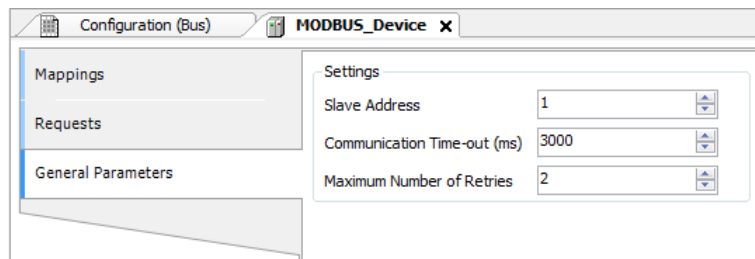 Configuration (Bus) MODBUS_Device X
Mappings
Requests
General Parameters
Settings
Slave Address 1
Communication Time-out (ms) 3000
Maximum Number of Retries 2